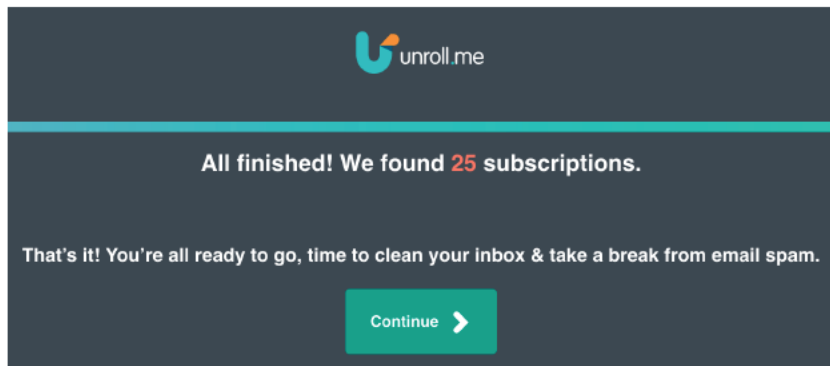 unroll.me
All finished! We found 25 subscriptions.
That's it! You're all ready to go, time to clean your inbox & take a break from email spam.
Continue